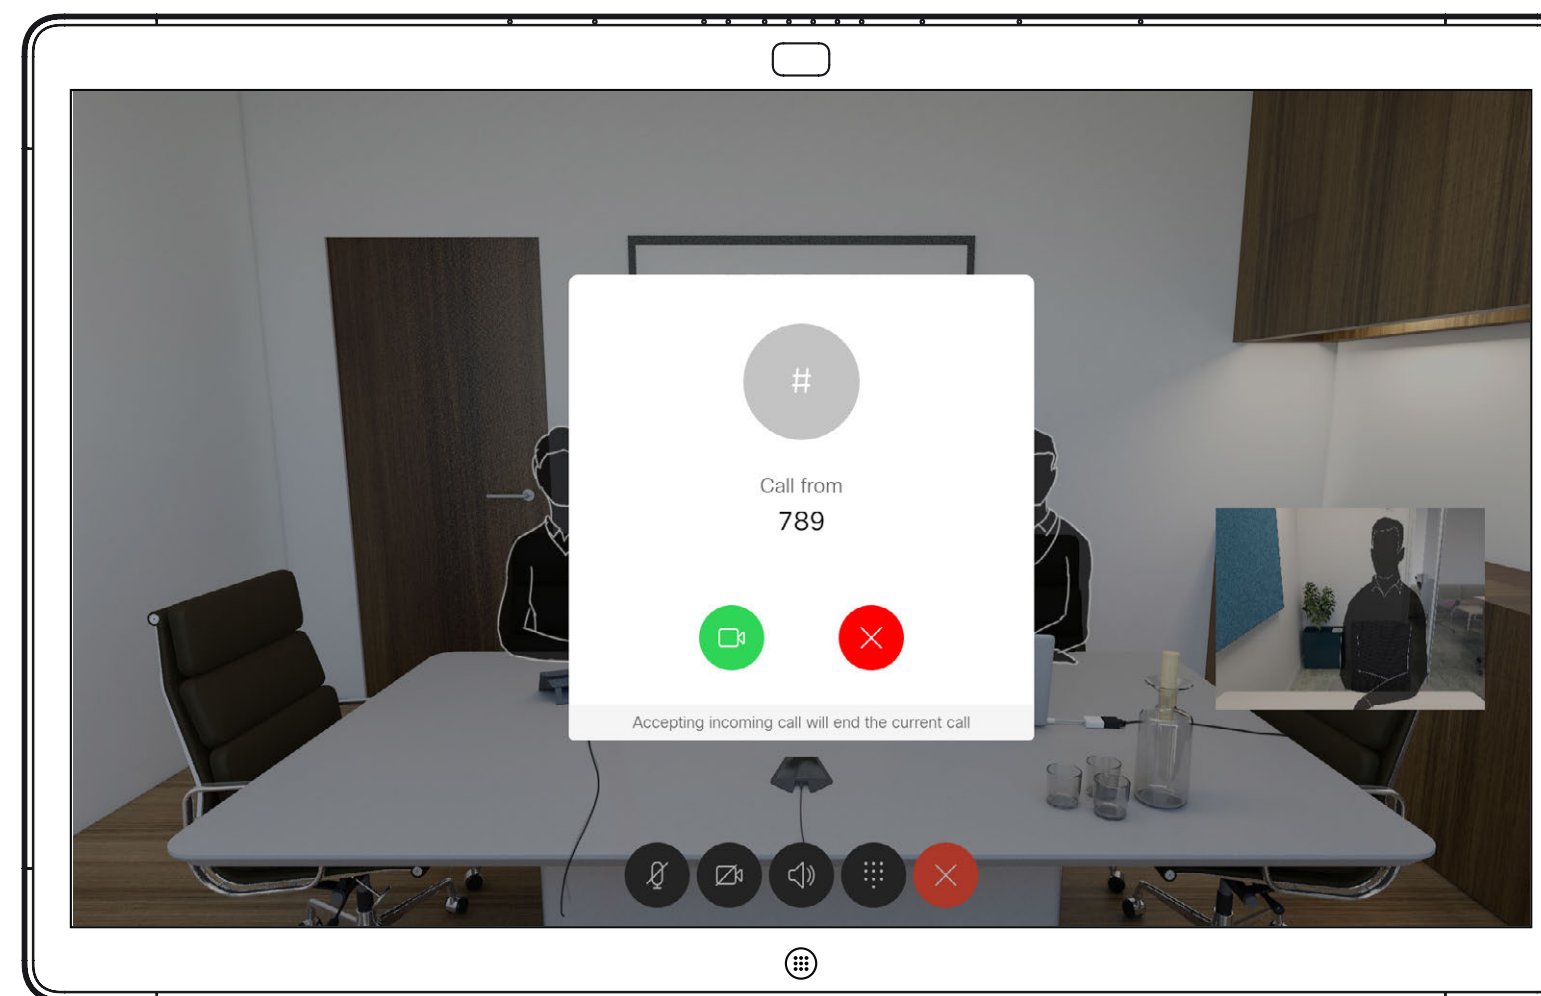 #
Call from
789
Accepting incoming call will end the current call